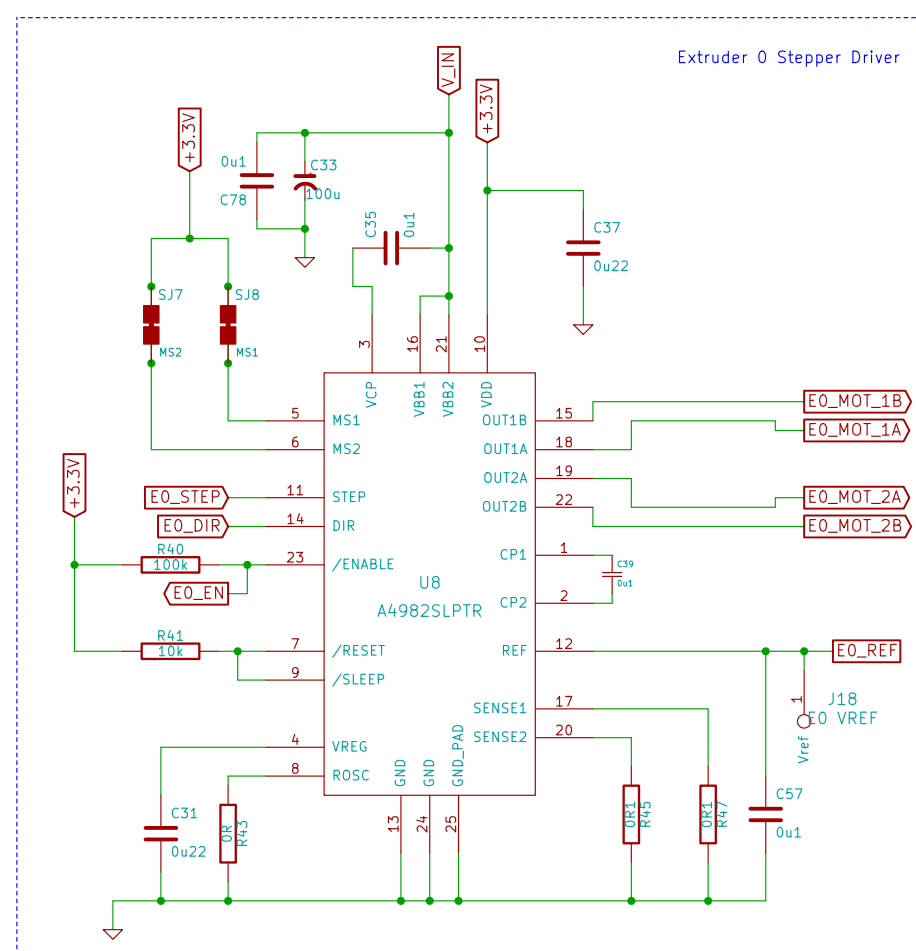 Extruder 0 Stepper Driver
V_IN
+3.3V
+3.3V
0u1
C33
C78
100u
C35
0u1
C37
0u22
SJ7
SJ8
MS2
MS1
3
16
21
10
VCP
VBB1
VBB2
VDD
5
MS1
OUT1B
15
E0_MOT_1B
6
MS2
OUT1A
18
E0_MOT_1A
+3.3V
OUT2A
19
E0_STEP
11
STEP
E0_MOT_2A
OUT2B
22
E0_DIR
14
DIR
E0_MOT_2B
R40
100k
23
/ENABLE
CP1
1
C39
0u1
E0_EN
U8
A4982SLPTR
CP2
2
R41
10k
7
/RESET
REF
12
E0_REF
9
/SLEEP
1
J18
E0 VREF
Vref
SENSE1
17
SENSE2
20
4
VREG
8
ROSC
GND
GND
GND_PAD
13
24
25
C31
0u22
0R
R43
0R1
R45
0R1
R47
C57
0u1